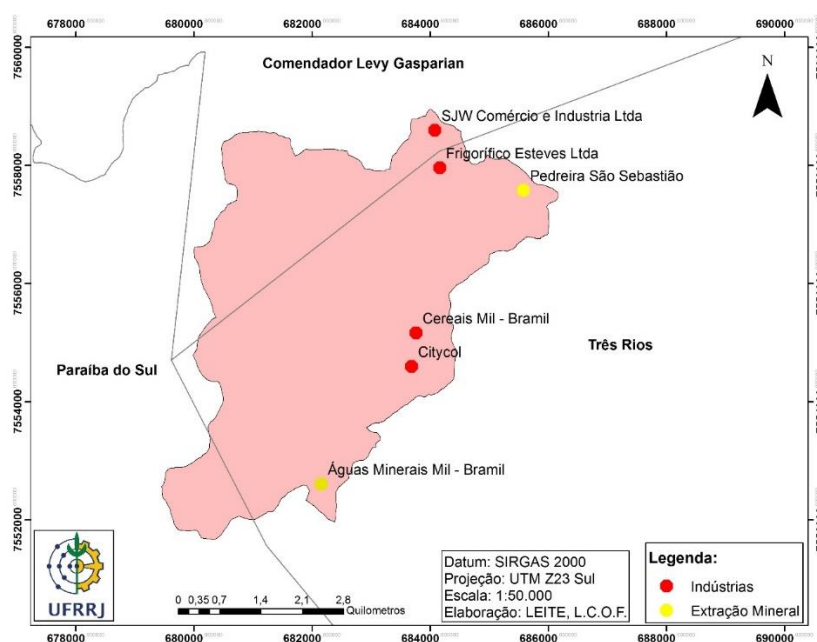 678000 680000 682000 684000 686000 688000 690000
7560000
7558000
7556000
7554000
7552000
Comendador Levy Gasparian
N
SJW Comércio e Industria Ltda
Frigorífico Esteves Ltda
Pedreira São Sebastião
Cereais Mil - Bramil
Três Rios
Citycol
Paraíba do Sul
Águas Minerais Mil - Bramil
UFRRJ
0 0,35 0,7 1,4 2,1 2,8
Quilometros
Datum: SIRGAS 2000
Projeção: UTM Z23 Sul
Escala: 1:50.000
Elaboração: LEITE, L.C.O.F.
Legenda:
Indústrias
Extração Mineral
678000 680000 682000 684000 686000 688000 690000